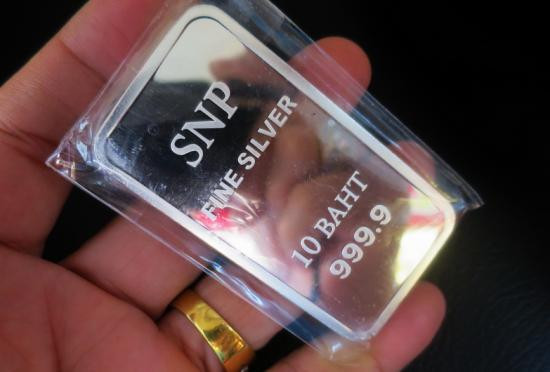 SNP
FINE SILVER
10 BAHT
999.9